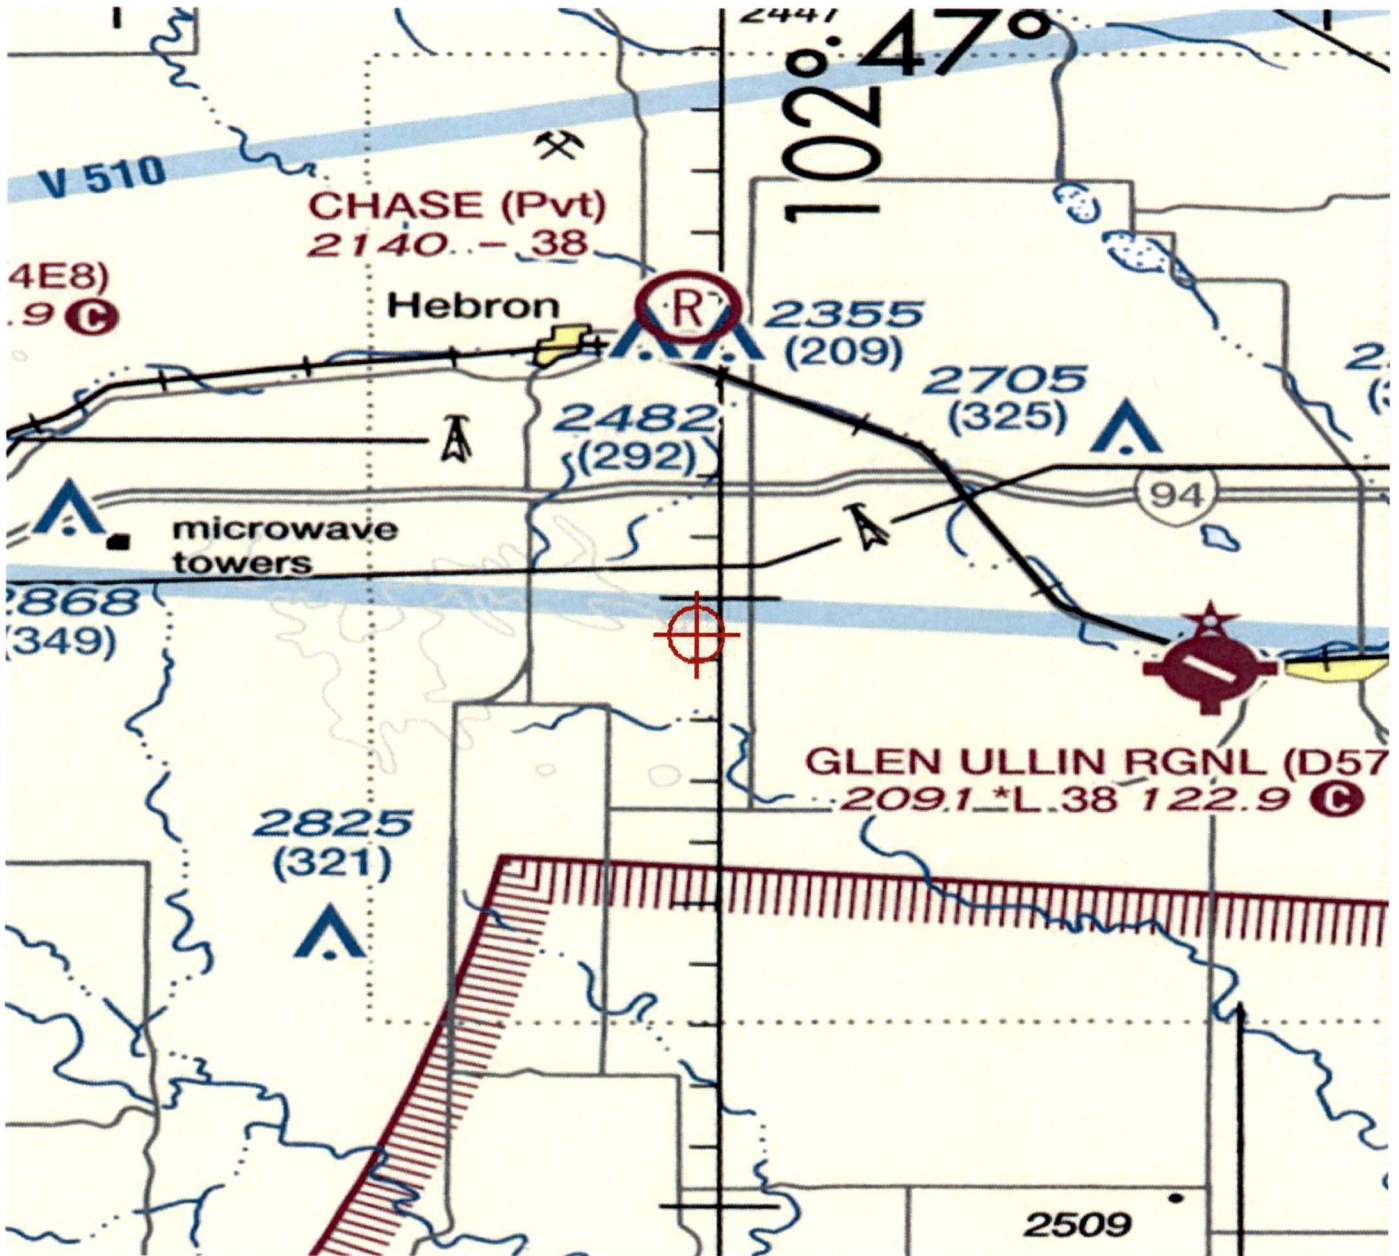 2447
47°
102°
V 510
CHASE (Pvt)
2140 - 38
4E8)
.9 C
Hebron
R
2355
(209)
2705
(325)
2482
(292)
94
microwave
towers
2868
(349)
GLEN ULLIN RGNL (D57
2091 *L 38 122.9 C
2825
(321)
2509